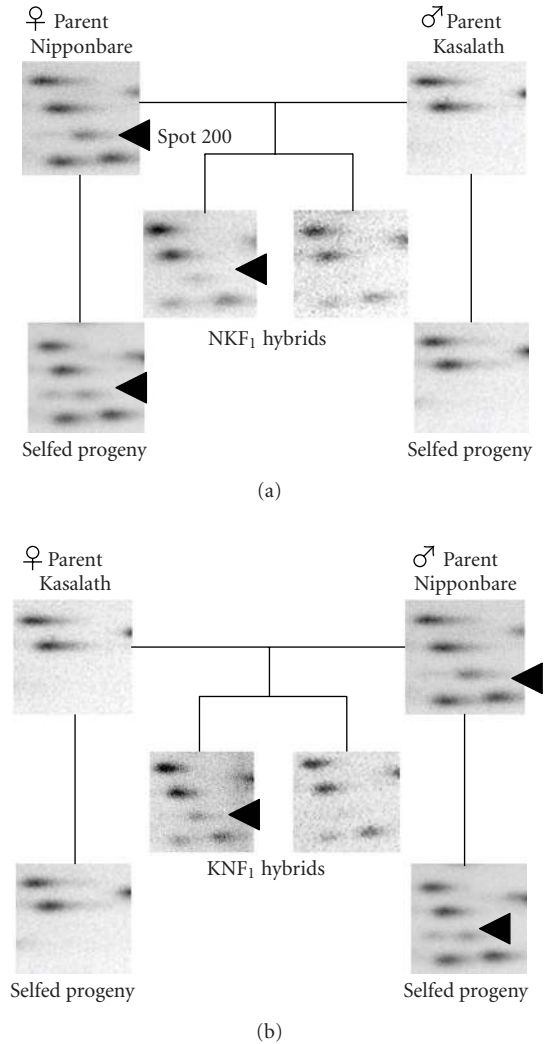 ♀ Parent
Nipponbare
♂ Parent
Kasalath
Spot 200
NKF₁ hybrids
Selfed progeny
Selfed progeny
(a)
♀ Parent
Kasalath
♂ Parent
Nipponbare
KNF₁ hybrids
Selfed progeny
Selfed progeny
(b)